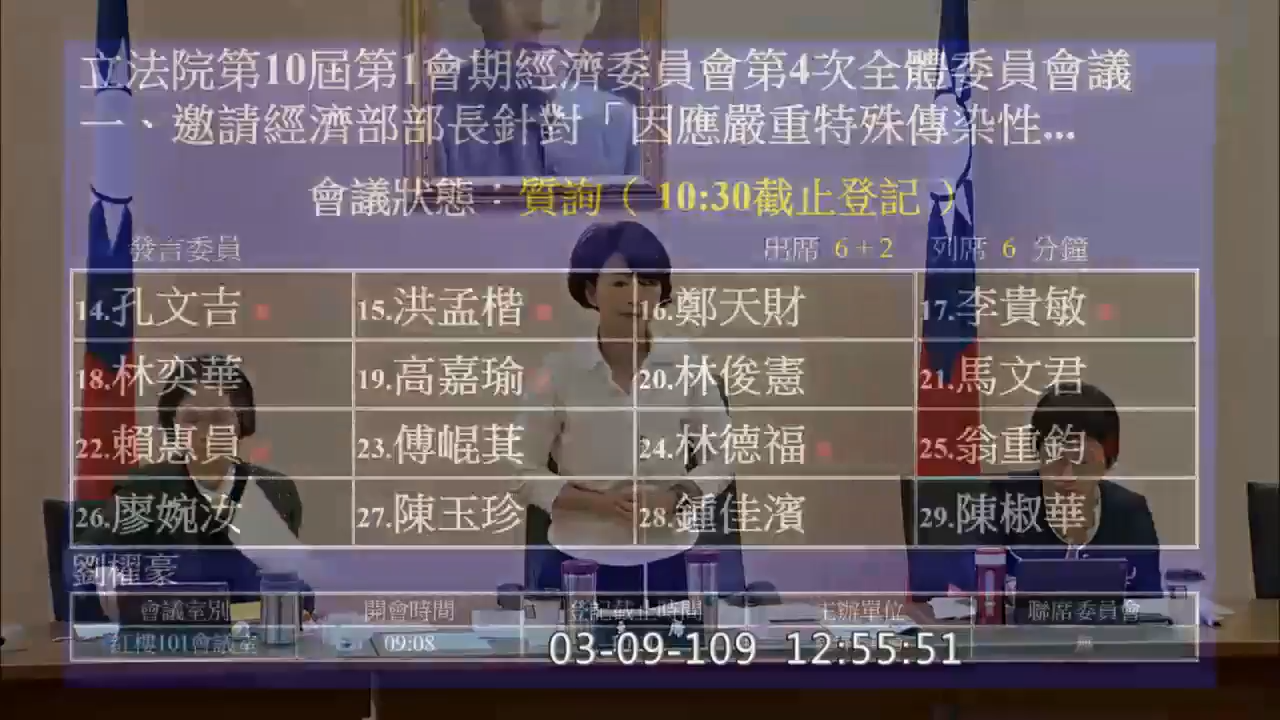 立法院第10屆第1會期經濟委員會第4次全體委員會議
一、邀請經濟部部長針對「因應嚴重特殊傳染性...
會議狀態：質詢（10:30截止登記）
發言委員 出席 6+2 列席 6 分鐘
14.孔文吉 15.洪孟楷 16.鄭天財 17.李貴敏
18.林奕華 19.高嘉瑜 20.林俊憲 21.馬文君
22.賴惠員 23.傅崐萁 24.林德福 25.翁重鈞
26.廖婉汝 27.陳玉珍 28.鍾佳濱 29.陳椒華
劉櫂豪
會議室別 開會時間 登記截止時間 主辦單位 聯席委員會
紅樓101會議室 09:08 無
03-09-109 12:55:51